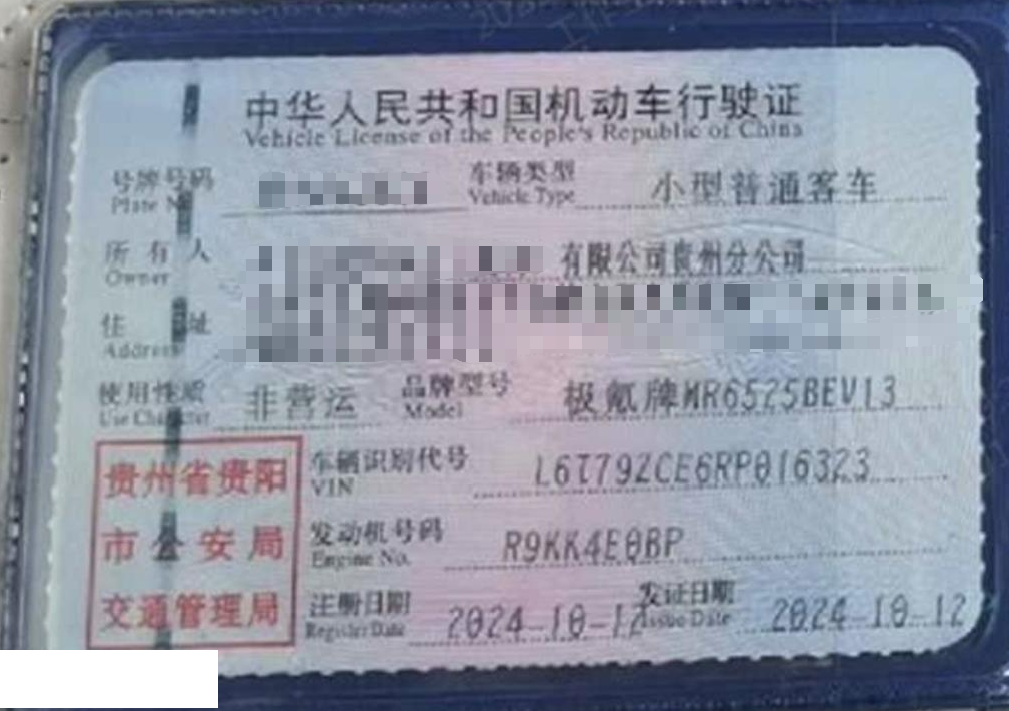 中华人民共和国机动车行驶证
Vehicle License of the People's Republic of China
号牌号码
Plate No
车辆类型 小型普通客车
Vehicle Type
所有人 有限公司贵州分公司
Owner
住址
Address
使用性质 非营运 品牌型号 极氪牌MR6525BEV13
Use Character Model
贵州省贵阳
市公安局
交通管理局
车辆识别代号 L6T79ZCE6RP016323
VIN
发动机号码 R9KK4E0BP
Engine No.
注册日期 2024-10-12 发证日期 2024-10-12
Register Date Issue Date